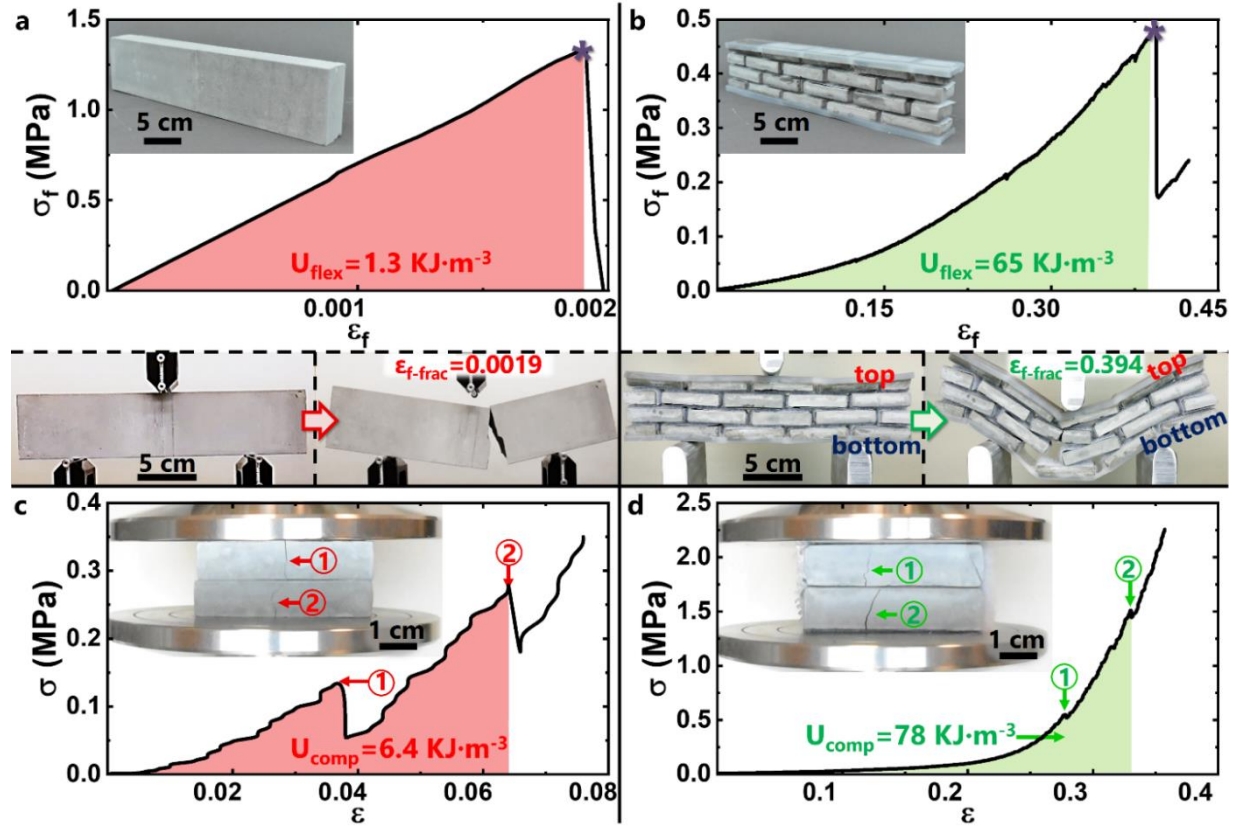 a
1.5
1.0
0.5
0.0
σf (MPa)
5 cm
*
Uflex=1.3 KJ·m⁻³
0.001
0.002
εf
5 cm
εf-frac=0.0019
b
0.5
0.4
0.3
0.2
0.1
0.0
σf (MPa)
5 cm
*
Uflex=65 KJ·m⁻³
0.15
0.30
0.45
εf
top
bottom
5 cm
εf-frac=0.394
top
bottom
c
0.4
0.3
0.2
0.1
0.0
σ (MPa)
①
②
1 cm
①
②
Ucomp=6.4 KJ·m⁻³
0.02
0.04
0.06
0.08
ε
d
2.5
2.0
1.5
1.0
0.5
0.0
σ (MPa)
①
②
1 cm
①
②
Ucomp=78 KJ·m⁻³
0.1
0.2
0.3
0.4
ε